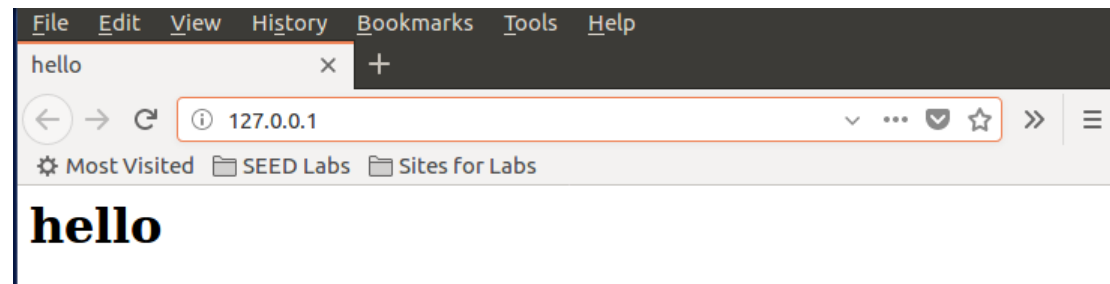 File Edit View History Bookmarks Tools Help
hello
127.0.0.1
Most Visited SEED Labs Sites for Labs
hello